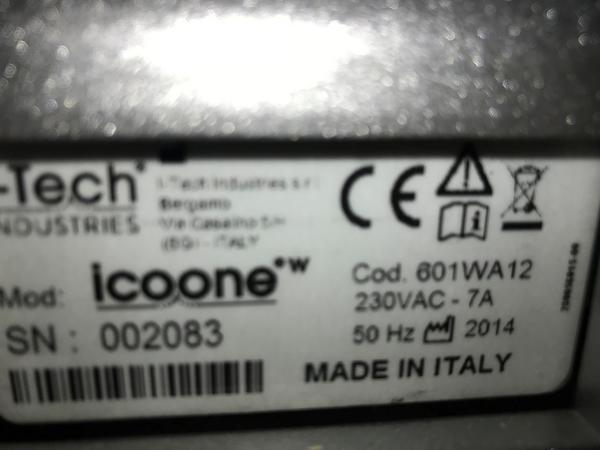 -Tech
INDUSTRIES
I-Tech Industries s.r.l.
Bergamo
(BG) - ITALY
CE
Mod: icoone w
Cod. 601WA12
230VAC - 7A
SN : 002083
50 Hz 2014
MADE IN ITALY